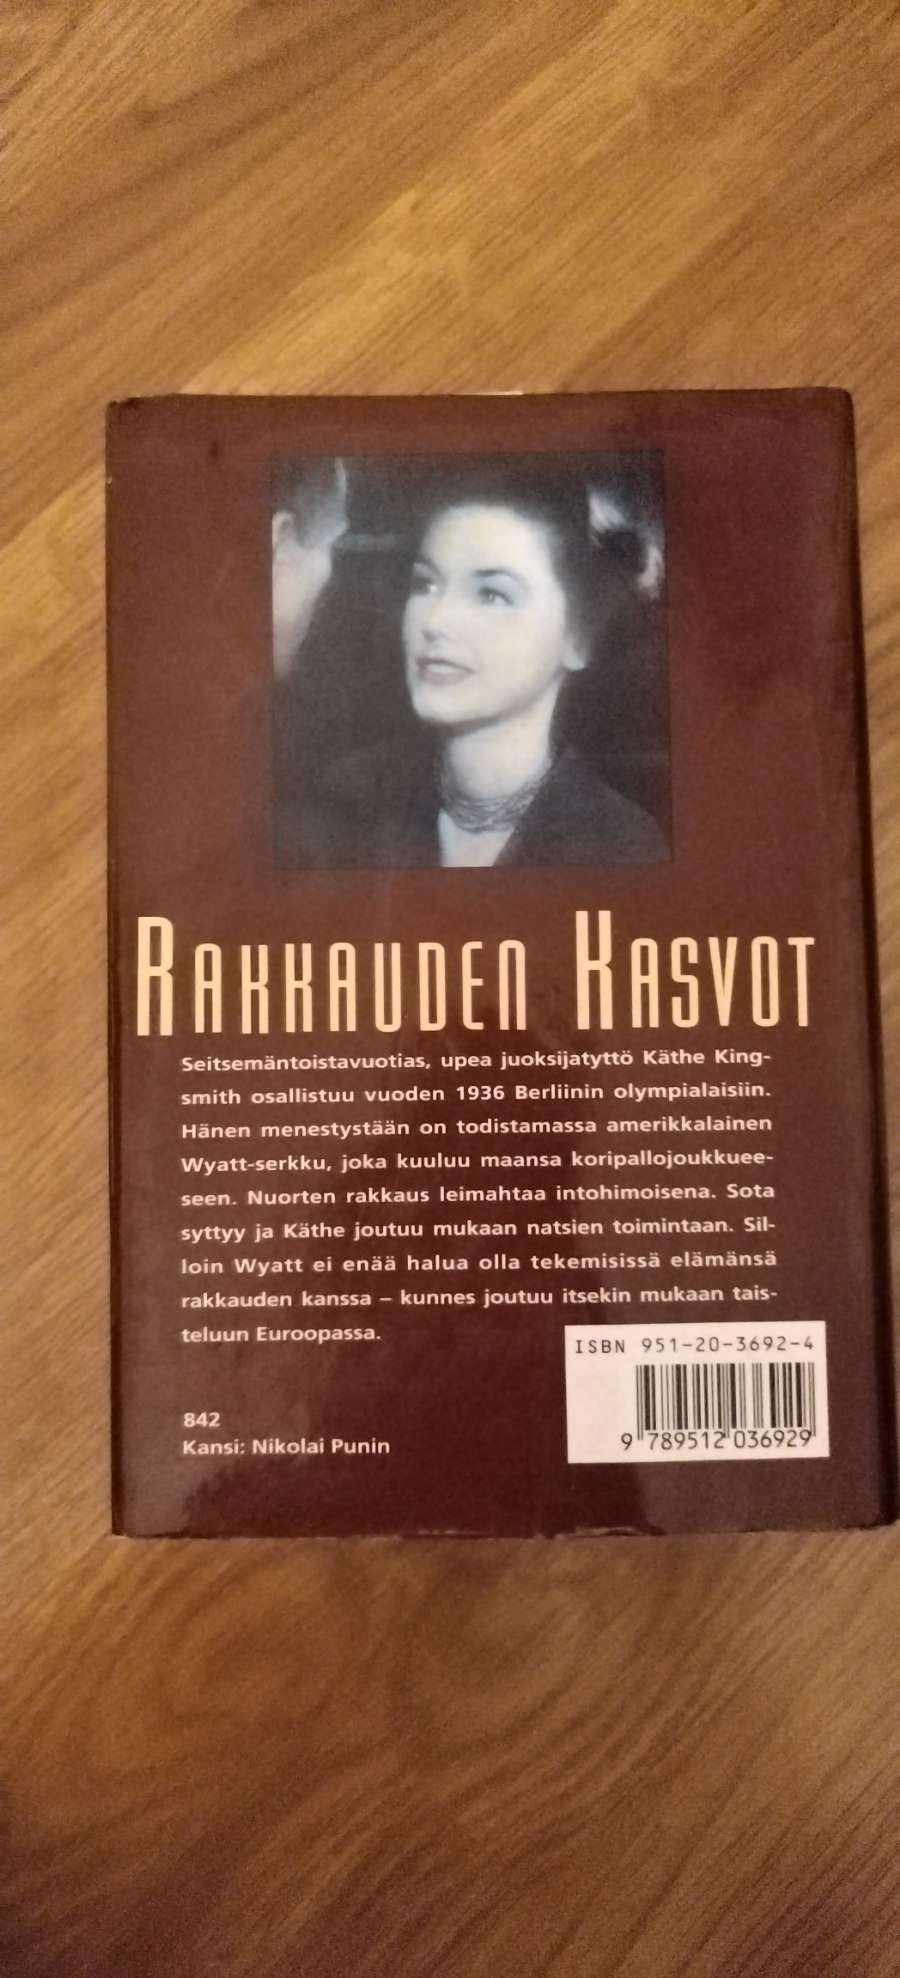 RAKKAUDEN KASVOT
Seitsemäntoistavuotias, upea juoksijatyttö Käthe King-
smith osallistuu vuoden 1936 Berliinin olympialaisiin.
Hänen menestystään on todistamassa amerikkalainen
Wyatt-serkku, joka kuuluu maansa koripallojoukkuee-
seen. Nuorten rakkaus leimahtaa intohimoisena. Sota
syttyy ja Käthe joutuu mukaan natsien toimintaan. Sil-
loin Wyatt ei enää halua olla tekemisissä elämänsä
rakkauden kanssa – kunnes joutuu itsekin mukaan tais-
teluun Euroopassa.
ISBN 951-20-3692-4
9 789512 036929
842
Kansi: Nikolai Punin